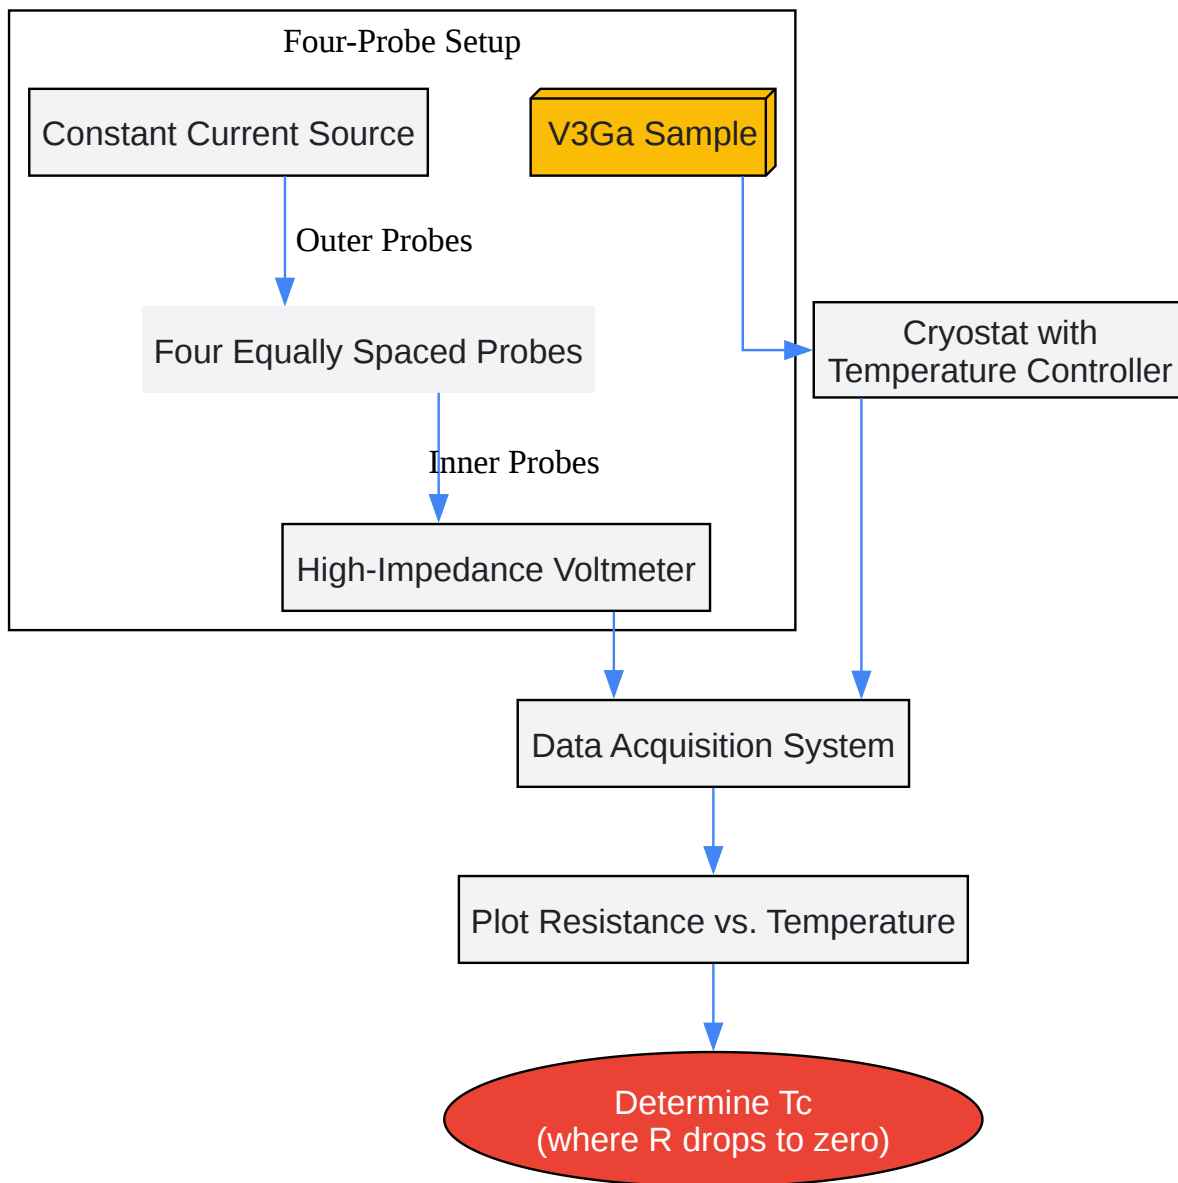 Four-Probe Setup
Constant Current Source
V3Ga Sample
Outer Probes
Four Equally Spaced Probes
Cryostat with
Temperature Controller
Inner Probes
High-Impedance Voltmeter
Data Acquisition System
Plot Resistance vs. Temperature
Determine Tc
(where R drops to zero)